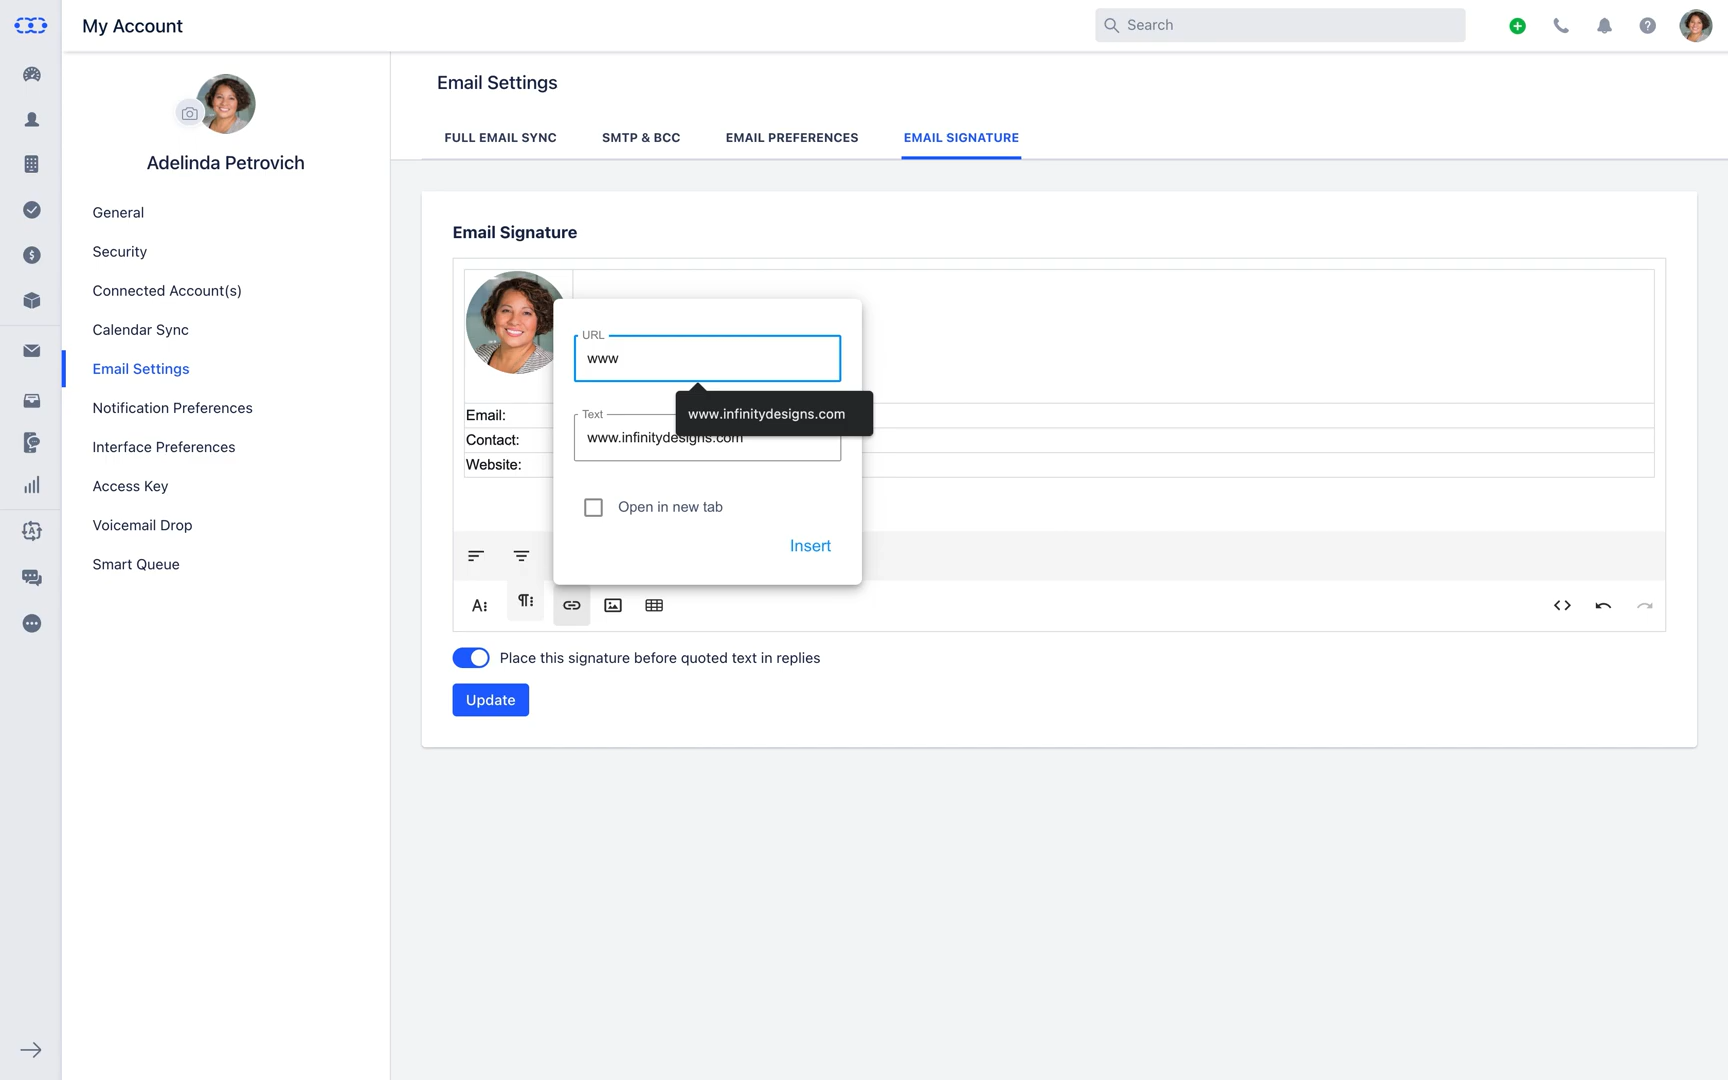 My Account
Search
Adelinda Petrovich
General
Security
Connected Account(s)
Calendar Sync
Email Settings
Notification Preferences
Interface Preferences
Access Key
Voicemail Drop
Smart Queue
Email Settings
FULL EMAIL SYNC
SMTP & BCC
EMAIL PREFERENCES
EMAIL SIGNATURE
Email Signature
Email:
Contact:
Website:
URL
www
www.infinitydesigns.com
Text
www.infinitydesigns.com
Open in new tab
Insert
Place this signature before quoted text in replies
Update